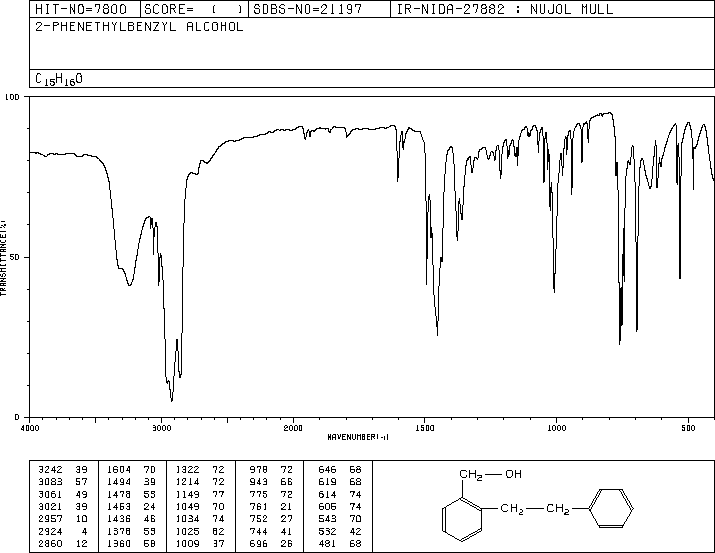 HIT-NO=7800 SCORE= ( ) SDBS-NO=21197 IR-NIDA-27882 : NUJOL MULL
2-PHENETHYLBENZYL ALCOHOL
C15H16O
100
50
0
TRANSMITTANCE(%)
4000 3000 2000 1500 1000 500
WAVENUMBER(-1)
3242 39 1604 70 1322 72 978 72 646 68
3083 57 1494 39 1214 72 943 66 619 68
3061 49 1478 55 1149 77 775 72 614 74
3021 39 1453 24 1049 70 761 21 606 74
2957 10 1436 46 1034 74 752 27 543 70
2924 4 1378 53 1025 62 744 41 532 42
2860 12 1360 58 1009 37 696 26 481 68
CH2 OH
CH2 CH2